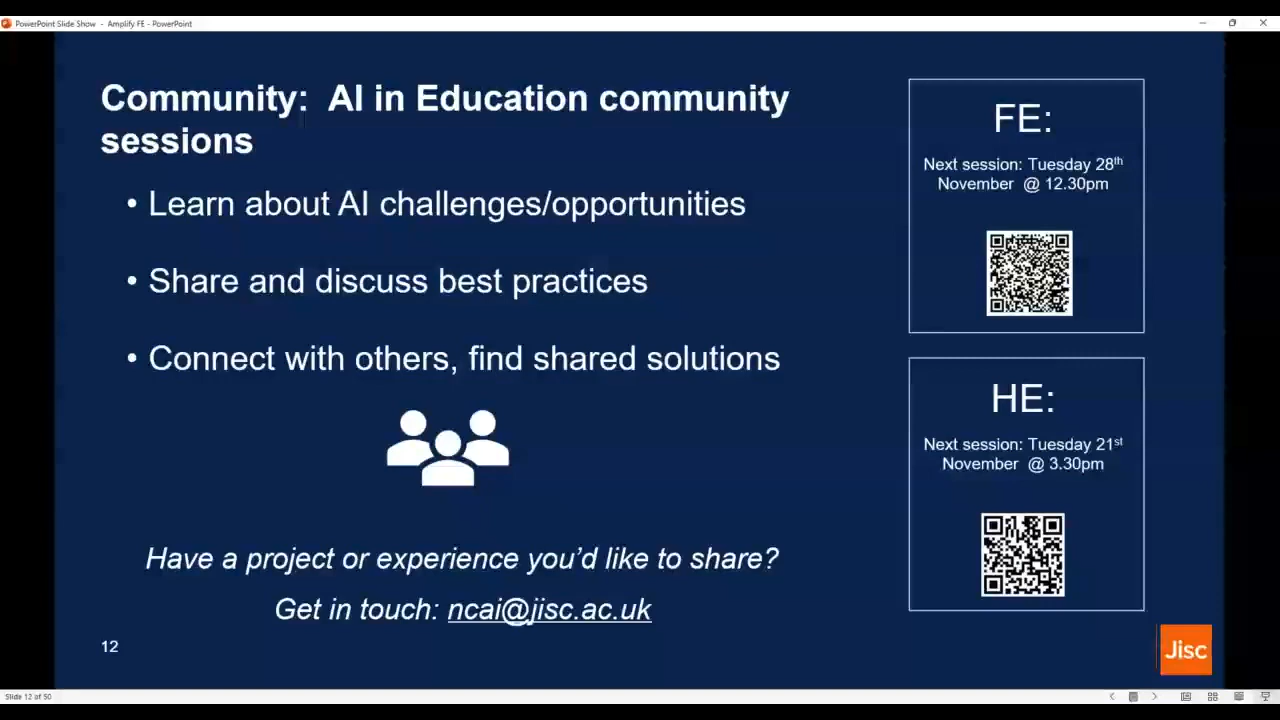 PowerPoint Slide Show - Amplify FE - PowerPoint
Community: AI in Education community
sessions
• Learn about AI challenges/opportunities
• Share and discuss best practices
• Connect with others, find shared solutions
Have a project or experience you’d like to share?
Get in touch: ncai@jisc.ac.uk
12
FE:
Next session: Tuesday 28th
November @ 12.30pm
HE:
Next session: Tuesday 21st
November @ 3.30pm
Jisc
Slide 12 of 50